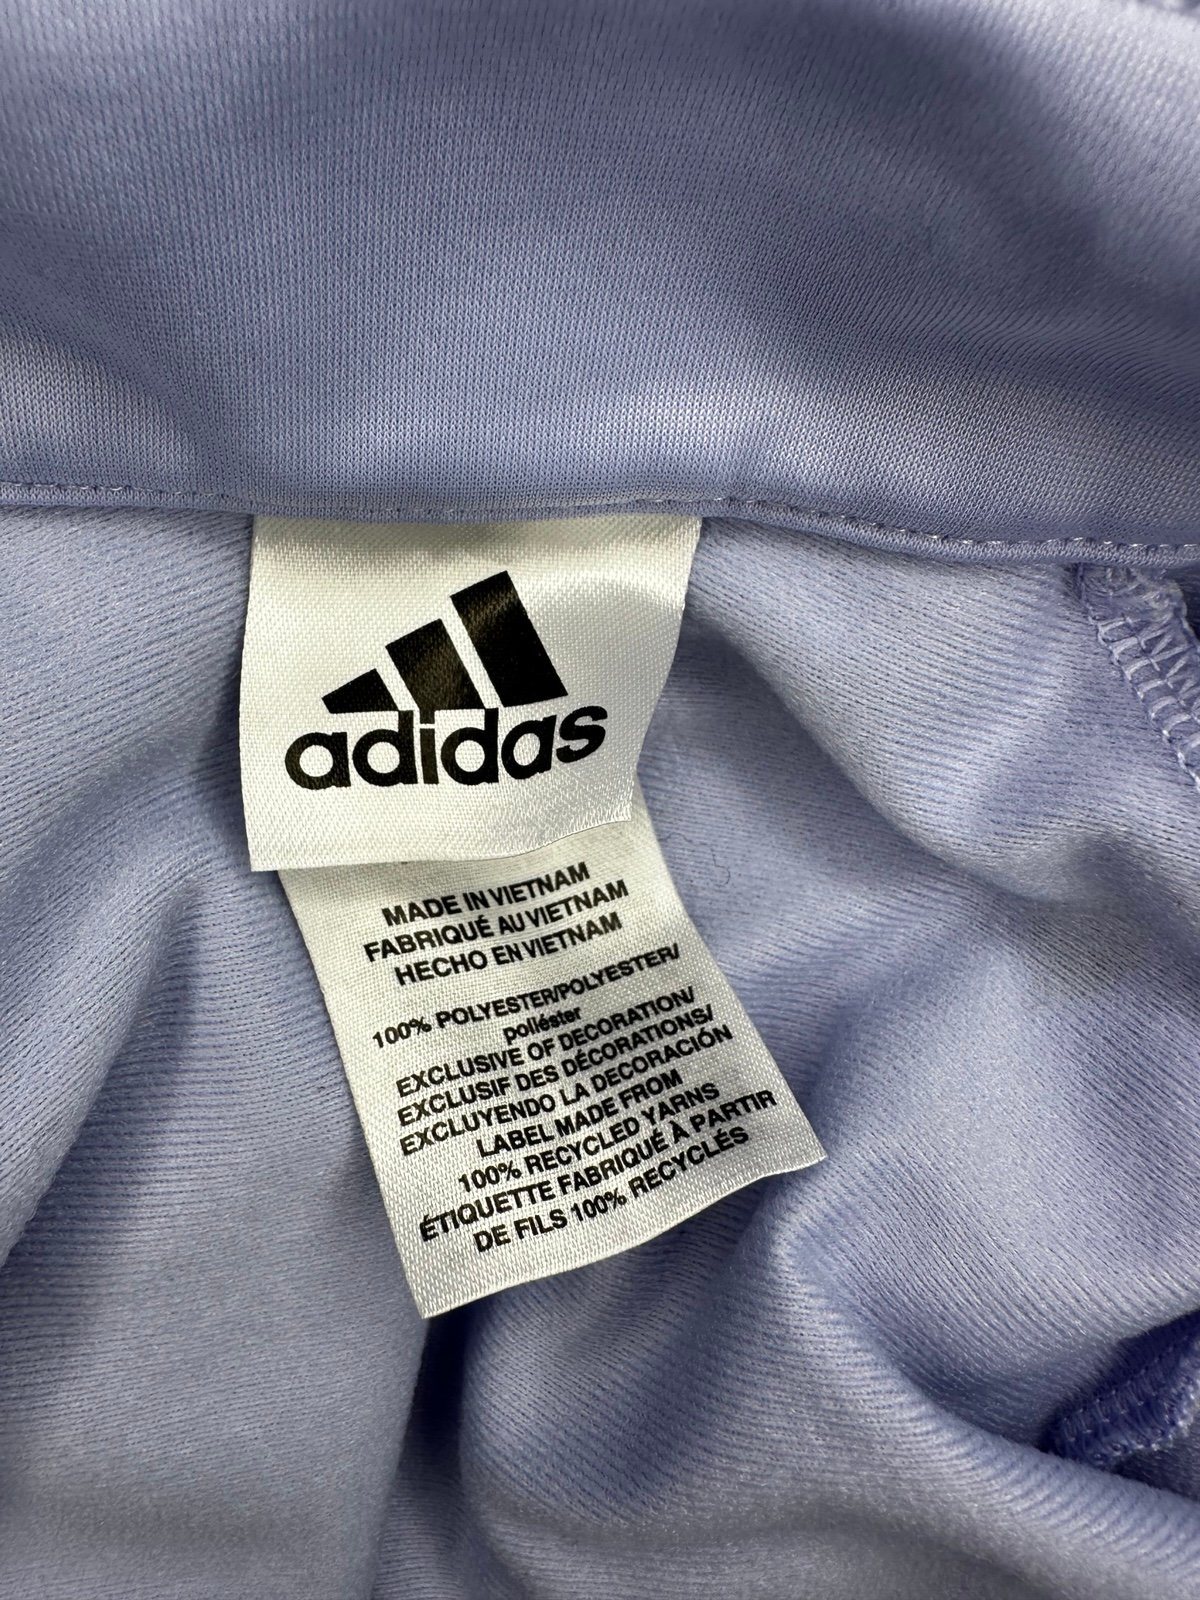 adidas
MADE IN VIETNAM
FABRIQUÉ AU VIETNAM
HECHO EN VIETNAM
100% POLYESTER/POLYESTER/
poliéster
EXCLUSIVE OF DECORATION/
EXCLUSIF DES DÉCORATIONS/
EXCLUYENDO LA DECORACIÓN
LABEL MADE FROM
100% RECYCLED YARNS
ÉTIQUETTE FABRIQUÉ À PARTIR
DE FILS 100% RECYCLÉS